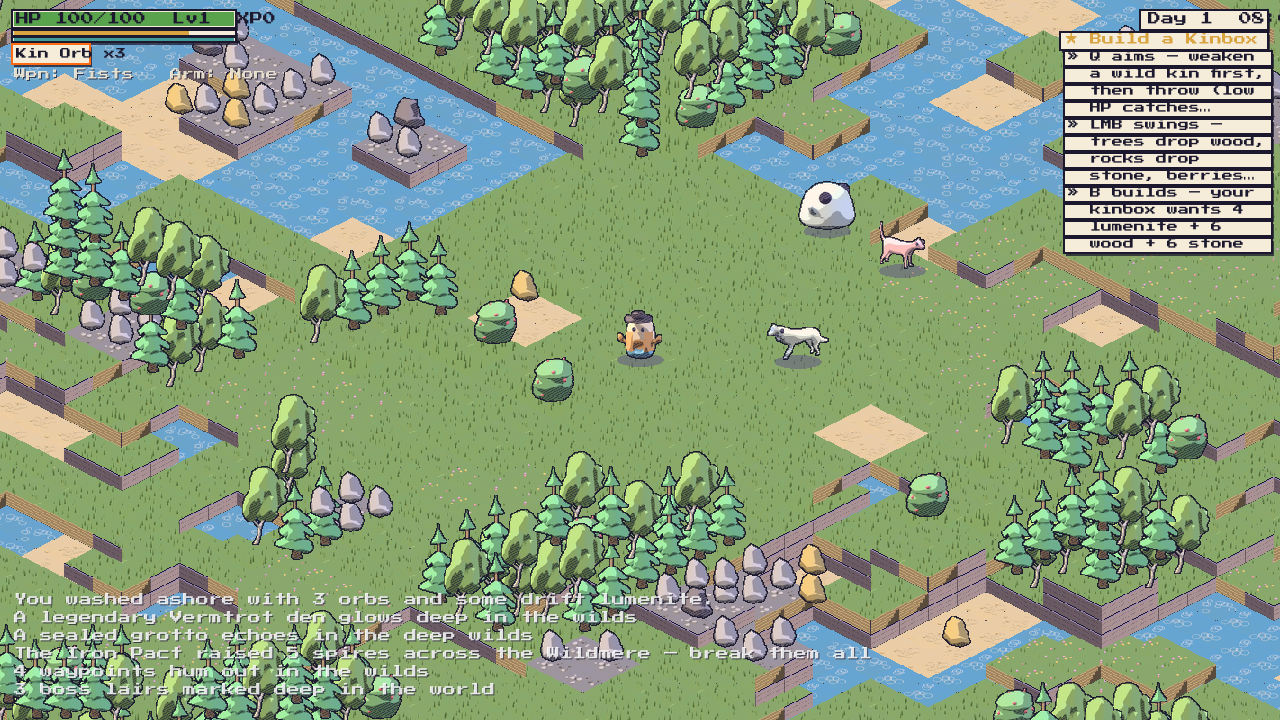 HP 100/100 Lv1 XP0
Kin Orb x3
Wpn: Fists Arm: None
Day 1 08
★ Build a Kinbox
» Q aims — weaken
a wild kin first,
then throw (low
HP catches…
» LMB swings —
trees drop wood,
rocks drop
stone, berries…
» B builds — your
kinbox wants 4
lumenite + 6
wood + 6 stone
You washed ashore with 3 orbs and some drift lumenite
A legendary Vermtrot den glows deep in the wilds
A sealed grotto echoes in the deep wilds
The Iron Pact raised spires across the Wildmere — break them all
4 waypoints hum out in the wilds
3 boss lairs marked deep in the world